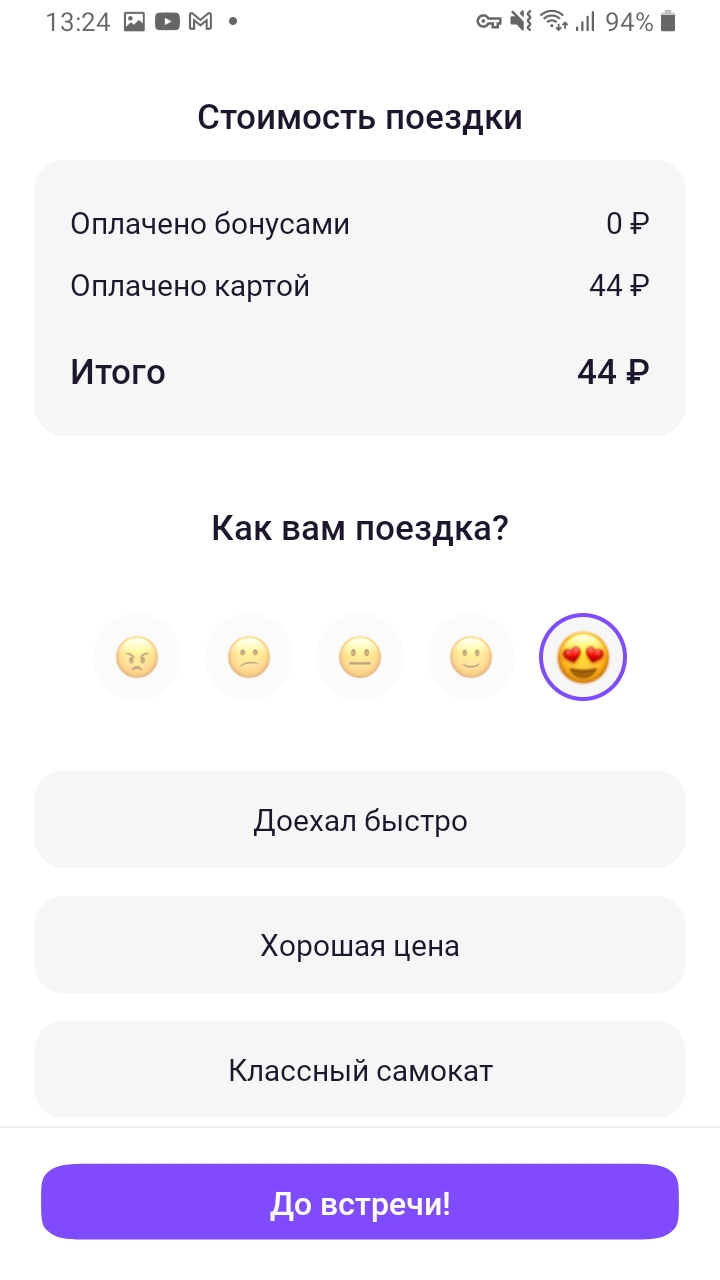 13:24 94%
Стоимость поездки
Оплачено бонусами 0 ₽
Оплачено картой 44 ₽
Итого 44 ₽
Как вам поездка?
Доехал быстро
Хорошая цена
Классный самокат
До встречи!